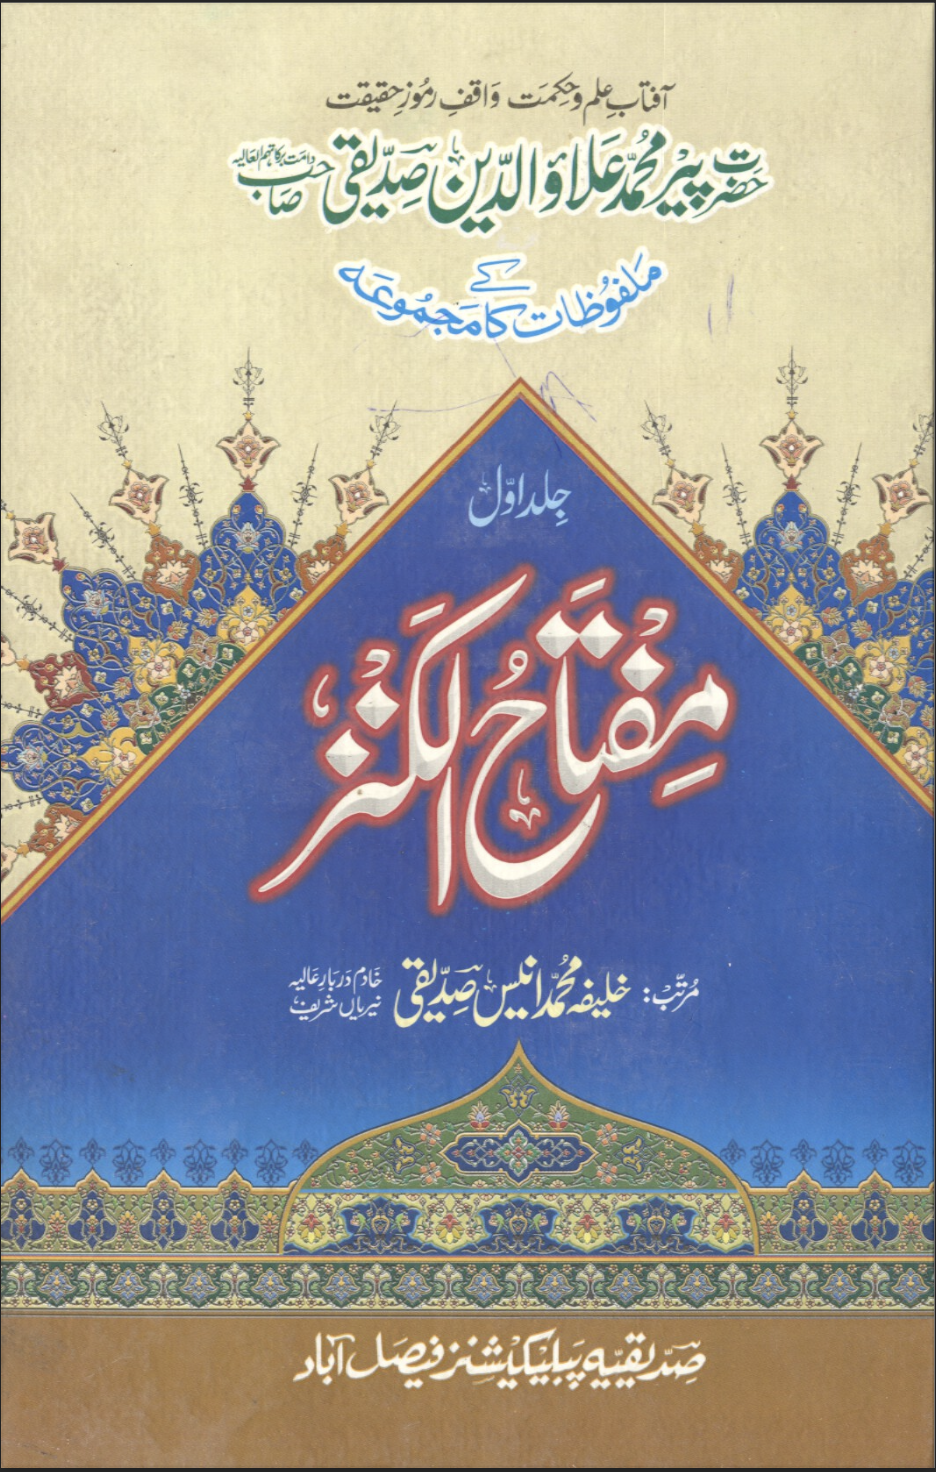 آفتابِ علم و حکمت واقفِ رموزِ حقیقت
حضرت پیر محمد علاؤالدین صدیقی صاحب دامت برکاتہم العالیہ
کے
ملفوظات کا مجموعہ
جلد اوّل
مفتاح الکنز
مرتب: خلیفہ محمد انیس صدیقی خادم دربارِ عالیہ
نیریاں شریف
صدیقیہ پبلیکیشنز فیصل آباد